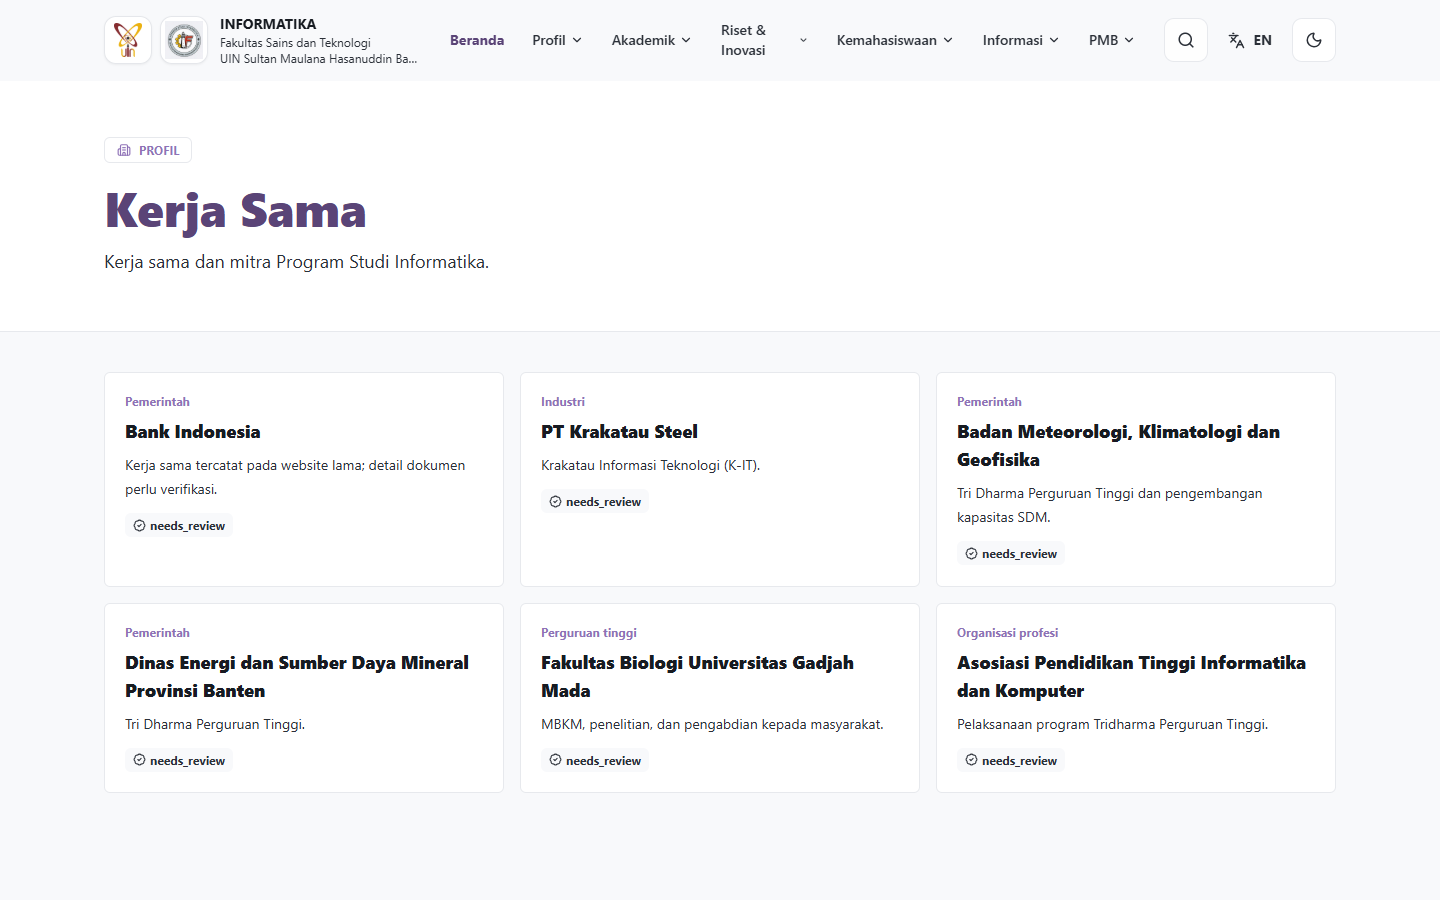 INFORMATIKA
Fakultas Sains dan Teknologi
UIN Sultan Maulana Hasanuddin Ba...
Beranda
Profil
Akademik
Riset &
Inovasi
Kemahasiswaan
Informasi
PMB
EN
PROFIL
Kerja Sama
Kerja sama dan mitra Program Studi Informatika.
Pemerintah
Bank Indonesia
Kerja sama tercatat pada website lama; detail dokumen
perlu verifikasi.
needs_review
Industri
PT Krakatau Steel
Krakatau Informasi Teknologi (K-IT).
needs_review
Pemerintah
Badan Meteorologi, Klimatologi dan
Geofisika
Tri Dharma Perguruan Tinggi dan pengembangan
kapasitas SDM.
needs_review
Pemerintah
Dinas Energi dan Sumber Daya Mineral
Provinsi Banten
Tri Dharma Perguruan Tinggi.
needs_review
Perguruan tinggi
Fakultas Biologi Universitas Gadjah
Mada
MBKM, penelitian, dan pengabdian kepada masyarakat.
needs_review
Organisasi profesi
Asosiasi Pendidikan Tinggi Informatika
dan Komputer
Pelaksanaan program Tridharma Perguruan Tinggi.
needs_review